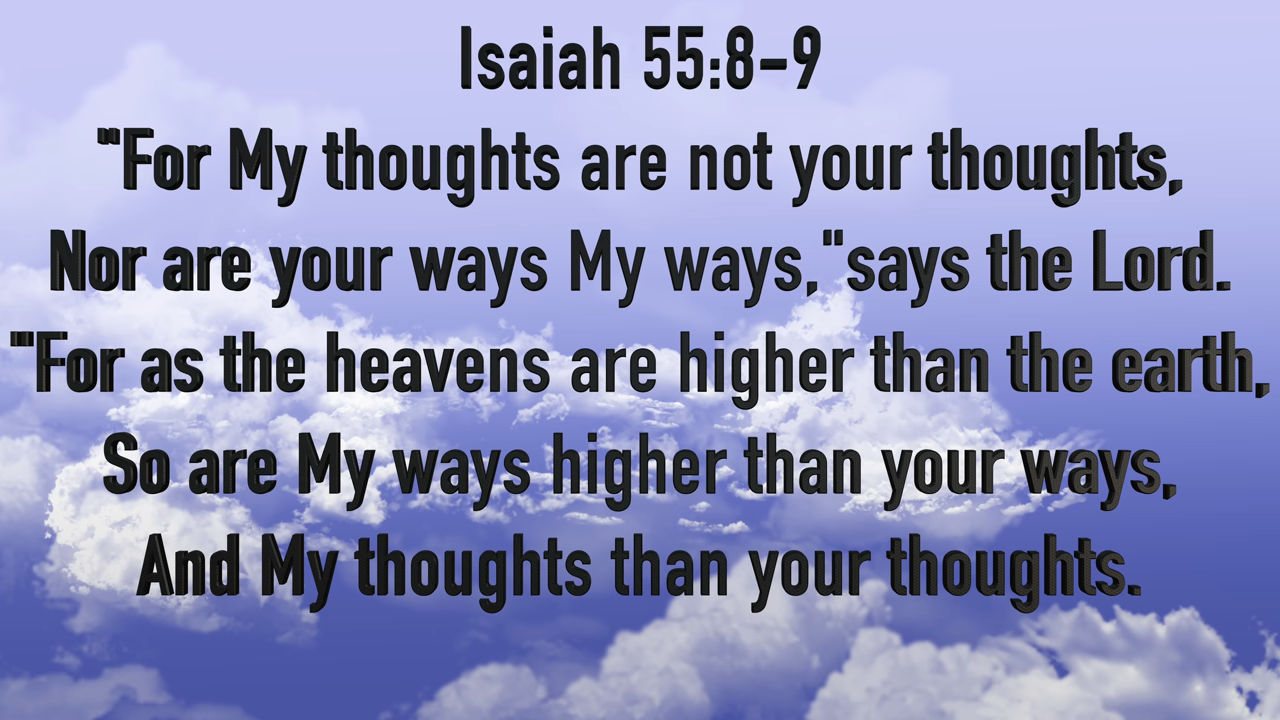 Isaiah 55:8-9
"For My thoughts are not your thoughts,
Nor are your ways My ways,"says the Lord.
"For as the heavens are higher than the earth,
So are My ways higher than your ways,
And My thoughts than your thoughts.